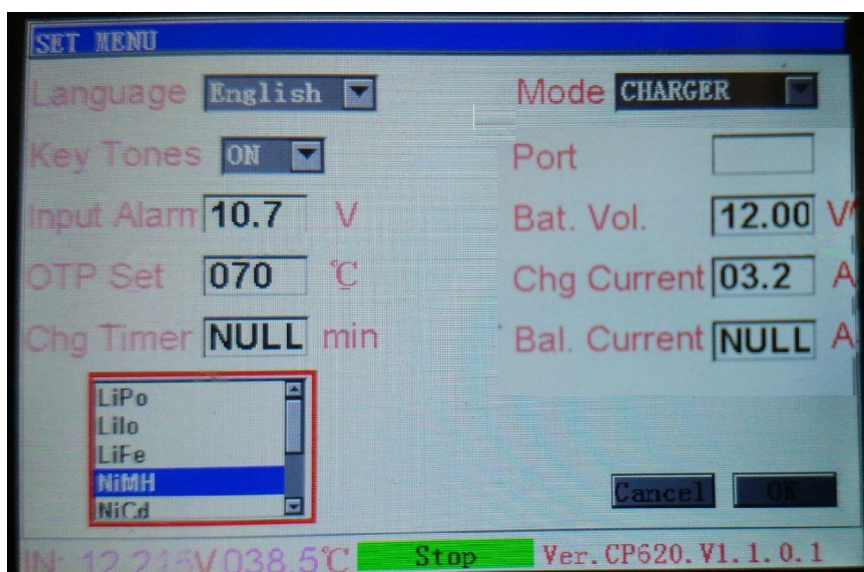 SET MENU
Language English Mode CHARGER
Key Tones ON Port
Input Alarm 10.7 V Bat. Vol. 12.00 V
OTP Set 070 ℃ Chg Current 03.2 A
Chg Timer NULL min Bal. Current NULL A
LiPo
LiIo
LiFe
NiMH
NiCd
Cancel OK
IN: 12.215V 038.5℃ Stop Ver.CP620.V1.1.0.1